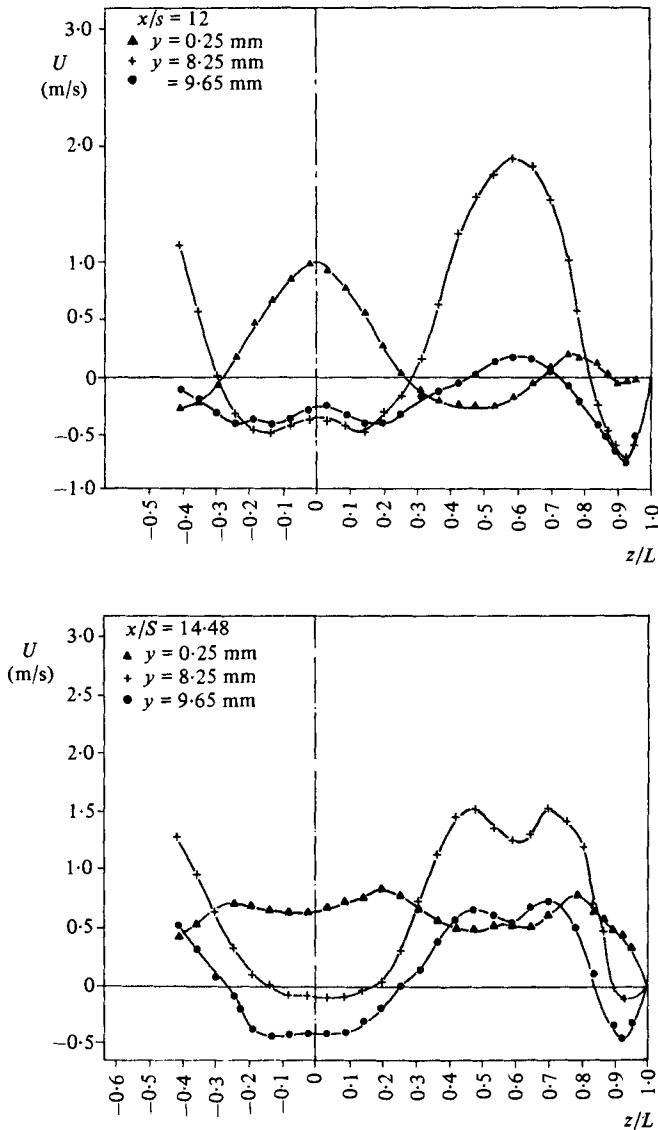 x/s = 12
▲ y = 0·25 mm
+ y = 8·25 mm
● = 9·65 mm
U
(m/s)
3·0
2·0
1·0
0·5
0
−0·5
−1·0
−0·5 −0·4 −0·3 −0·2 −0·1 0 0·1 0·2 0·3 0·4 0·5 0·6 0·7 0·8 0·9 1·0
z/L
x/S = 14·48
▲ y = 0·25 mm
+ y = 8·25 mm
● y = 9·65 mm
U
(m/s)
3·0
2·5
2·0
1·5
1·0
0·5
0
−0·5
−0·6 −0·5 −0·4 −0·3 −0·2 −0·1 0 0·1 0·2 0·3 0·4 0·5 0·6 0·7 0·8 0·9 1·0
z/L